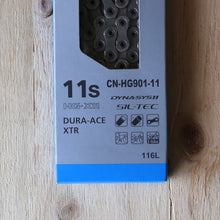 11s CN-HG901-11
DYNASYS11
SIL-TEC
DURA-ACE
XTR
116L